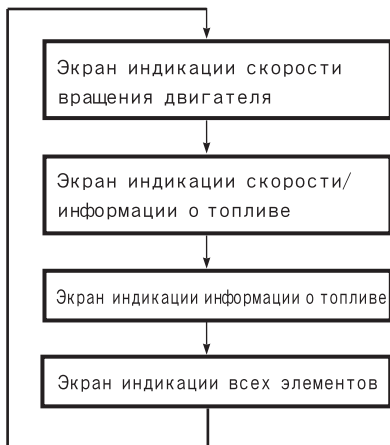 Экран индикации скорости
вращения двигателя
Экран индикации скорости/
информации о топливе
Экран индикации информации о топливе
Экран индикации всех элементов